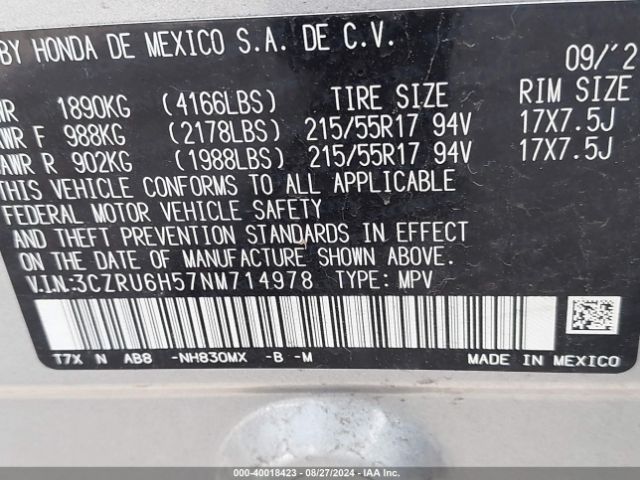 BY HONDA DE MEXICO S.A. DE C.V.
09/'2
WR 1890KG (4166LBS) TIRE SIZE RIM SIZE
AWR F 988KG (2178LBS) 215/55R17 94V 17X7.5J
AWR R 902KG (1988LBS) 215/55R17 94V 17X7.5J
THIS VEHICLE CONFORMS TO ALL APPLICABLE
FEDERAL MOTOR VEHICLE SAFETY
AND THEFT PREVENTION STANDARDS IN EFFECT
ON THE DATE OF MANUFACTURE SHOWN ABOVE.
V.I.N.:3CZRU6H57NM714978 TYPE: MPV
T7X N AB8 -NH830MX -B -M
MADE IN MEXICO
000-40018423 - 08/27/2024 - IAA Inc.